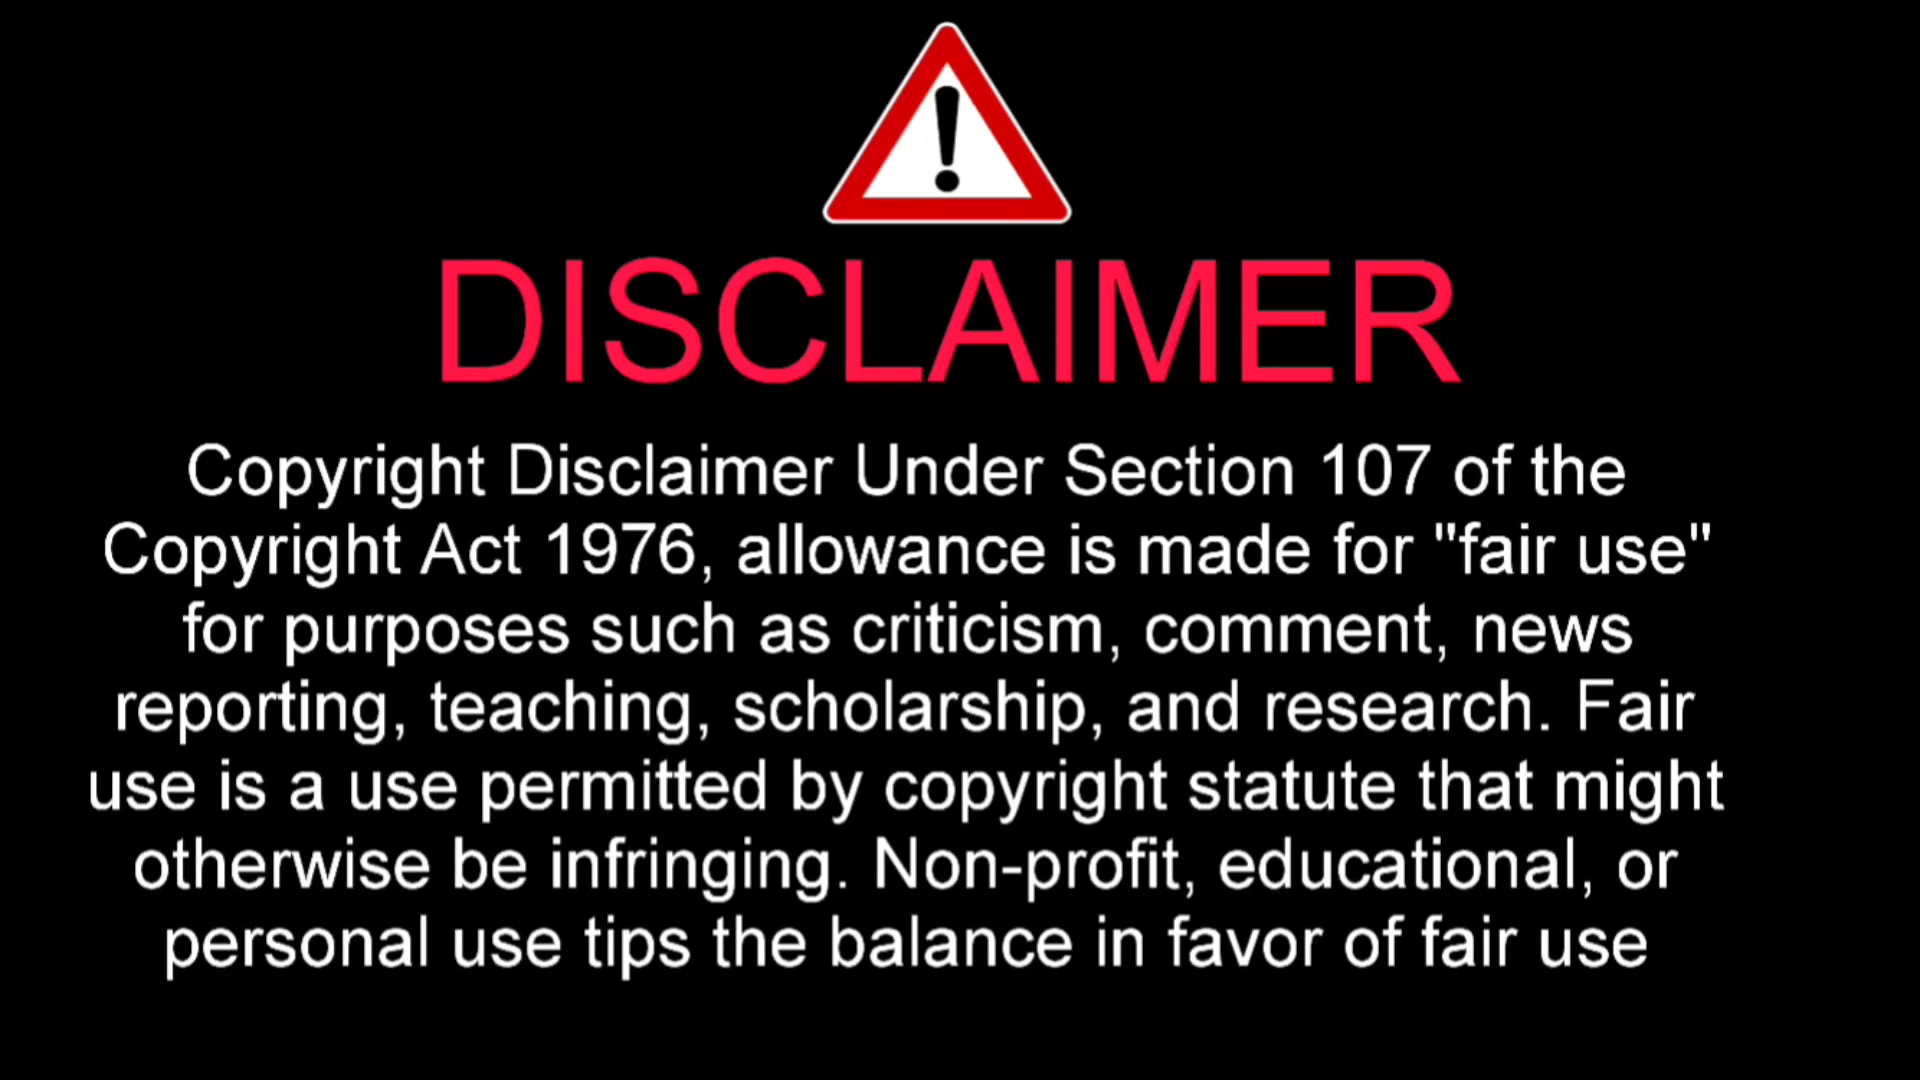 DISCLAIMER
Copyright Disclaimer Under Section 107 of the
Copyright Act 1976, allowance is made for "fair use"
for purposes such as criticism, comment, news
reporting, teaching, scholarship, and research. Fair
use is a use permitted by copyright statute that might
otherwise be infringing. Non-profit, educational, or
personal use tips the balance in favor of fair use